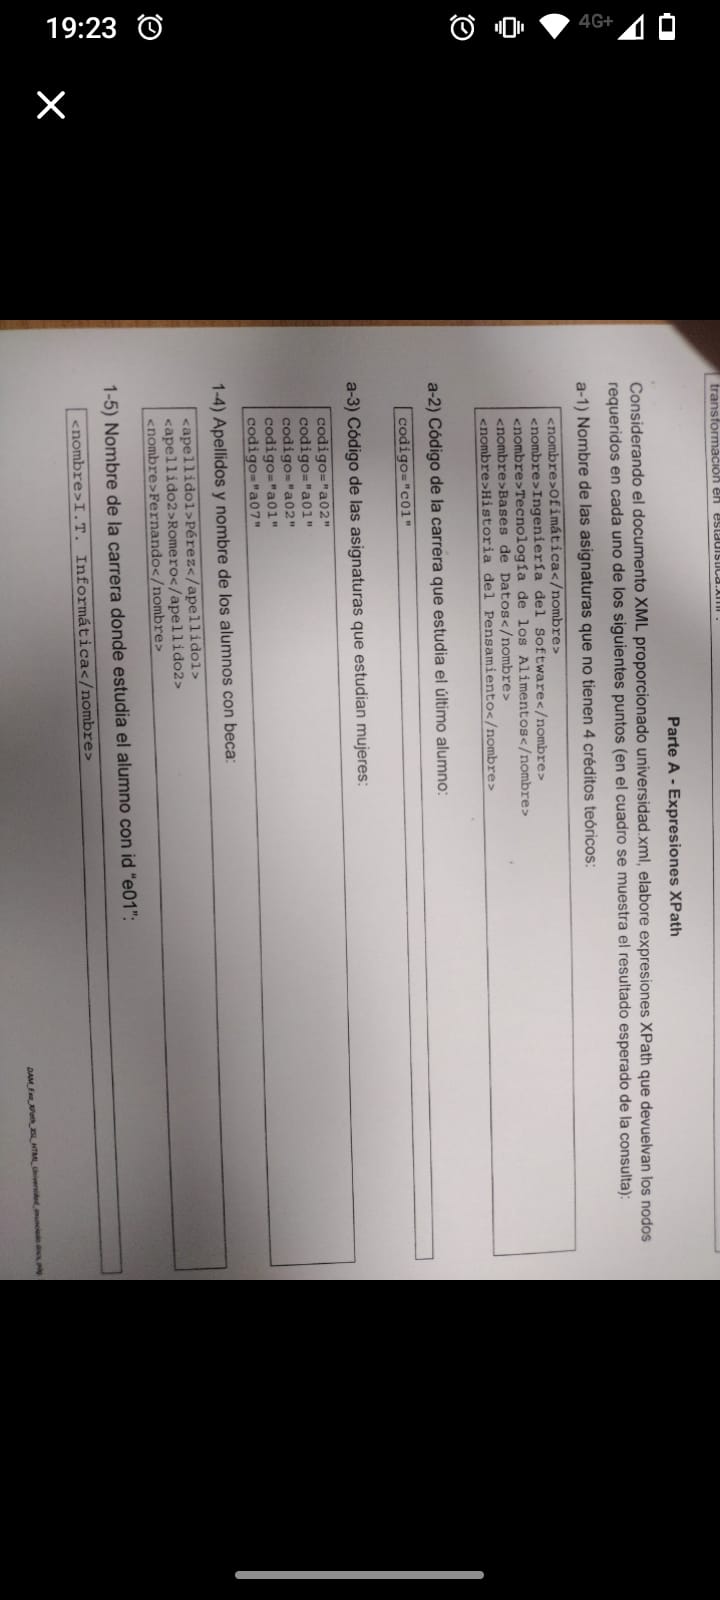 19:23
4G+
transformación en
Parte A - Expresiones XPath
Considerando el documento XML proporcionado universidad.xml, elabore expresiones XPath que devuelvan los nodos
requeridos en cada uno de los siguientes puntos (en el cuadro se muestra el resultado esperado de la consulta):
a-1) Nombre de las asignaturas que no tienen 4 créditos teóricos:
<nombre>Ofimática</nombre>
<nombre>Ingeniería del Software</nombre>
<nombre>Tecnología de los Alimentos</nombre>
<nombre>Bases de Datos</nombre>
<nombre>Historia del Pensamiento</nombre>
a-2) Código de la carrera que estudia el último alumno:
codigo="c01"
a-3) Código de las asignaturas que estudian mujeres:
codigo="a02"
codigo="a01"
codigo="a02"
codigo="a01"
codigo="a07"
1-4) Apellidos y nombre de los alumnos con beca:
<apellido1>Pérez</apellido1>
<apellido2>Romero</apellido2>
<nombre>Fernando</nombre>
1-5) Nombre de la carrera donde estudia el alumno con id "e01":
<nombre>I.T. Informática</nombre>